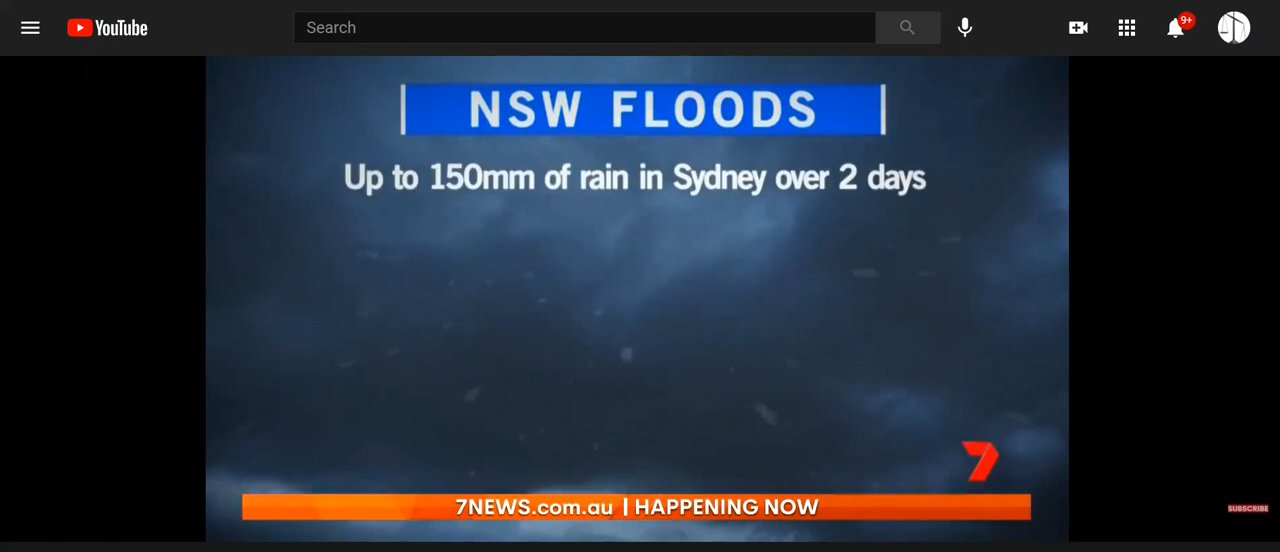 YouTube
Search
9+
NSW FLOODS
Up to 150mm of rain in Sydney over 2 days
7
7NEWS.com.au | HAPPENING NOW
SUBSCRIBE